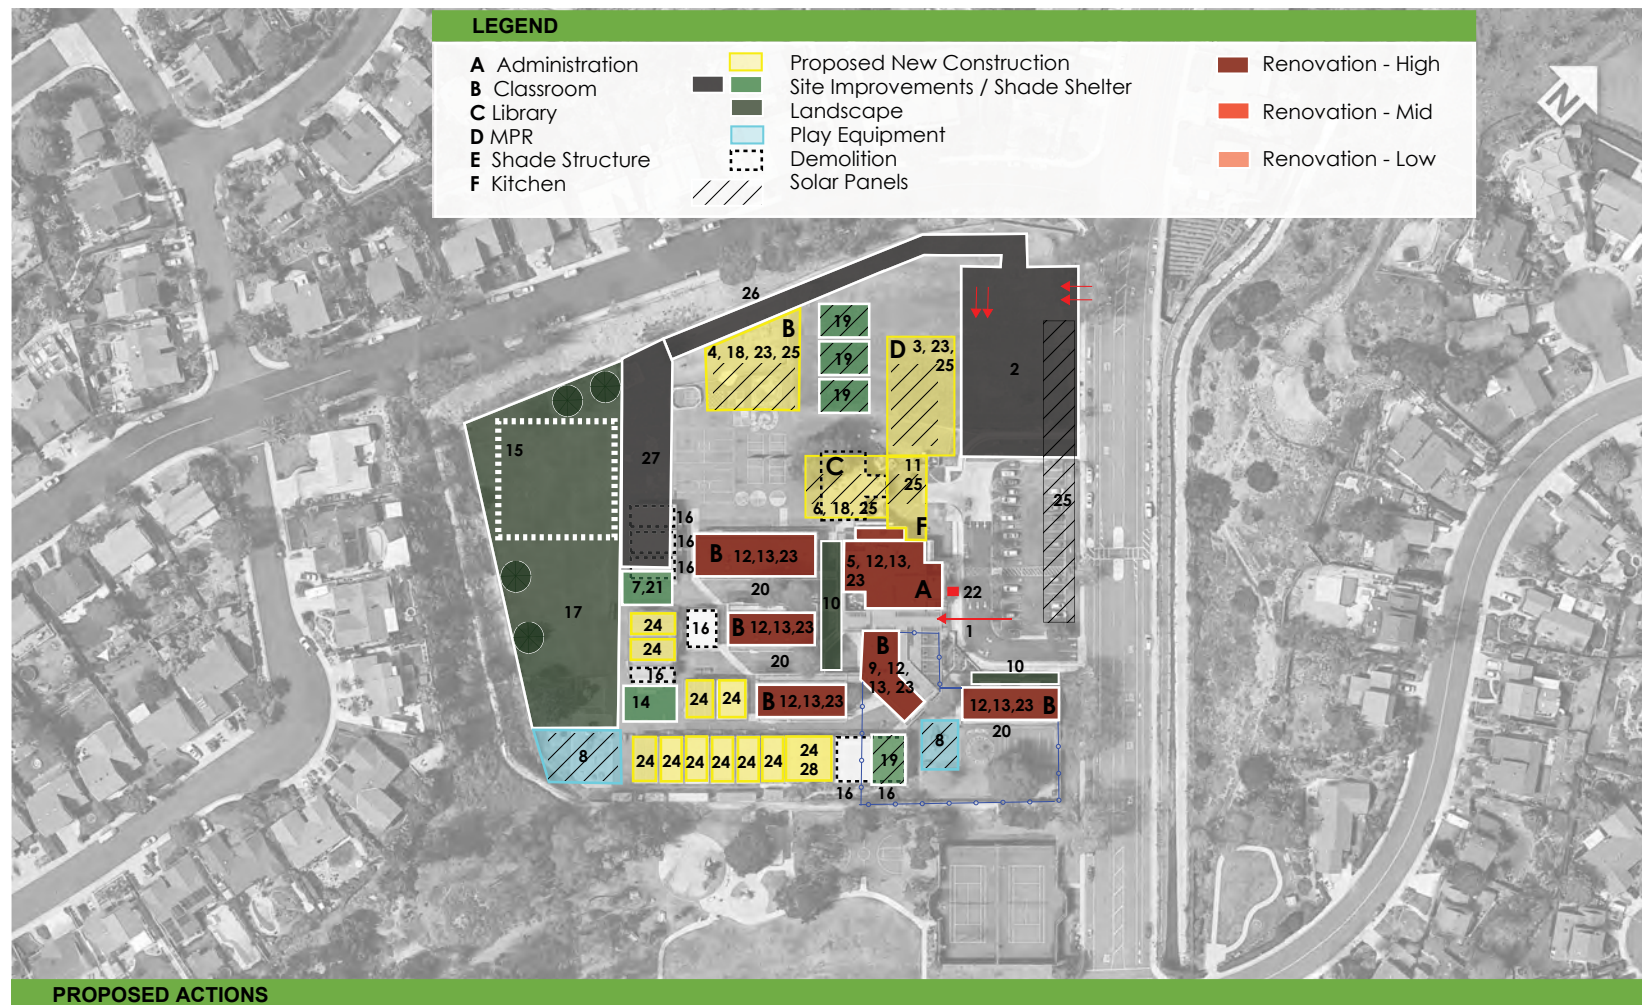 LEGEND
A Administration
B Classroom
C Library
D MPR
E Shade Structure
F Kitchen
Proposed New Construction
Site Improvements / Shade Shelter
Landscape
Play Equipment
Demolition
Solar Panels
Renovation - High
Renovation - Mid
Renovation - Low
N
26
B
4, 18, 23, 25
19
19
19
D 3, 23,
25
2
15
27
C
6, 18, 25
11
25
F
25
16
16
16
B 12,13,23
5, 12,13,
23
A
22
1
7,21
20
10
17
24
24
16
B 12,13,23
20
16
14
24
24
B 12,13,23
B
9, 12,
13, 23
10
12,13,23 B
20
8
24
24
24
24
24
24
24
28
16
19
16
8
PROPOSED ACTIONS